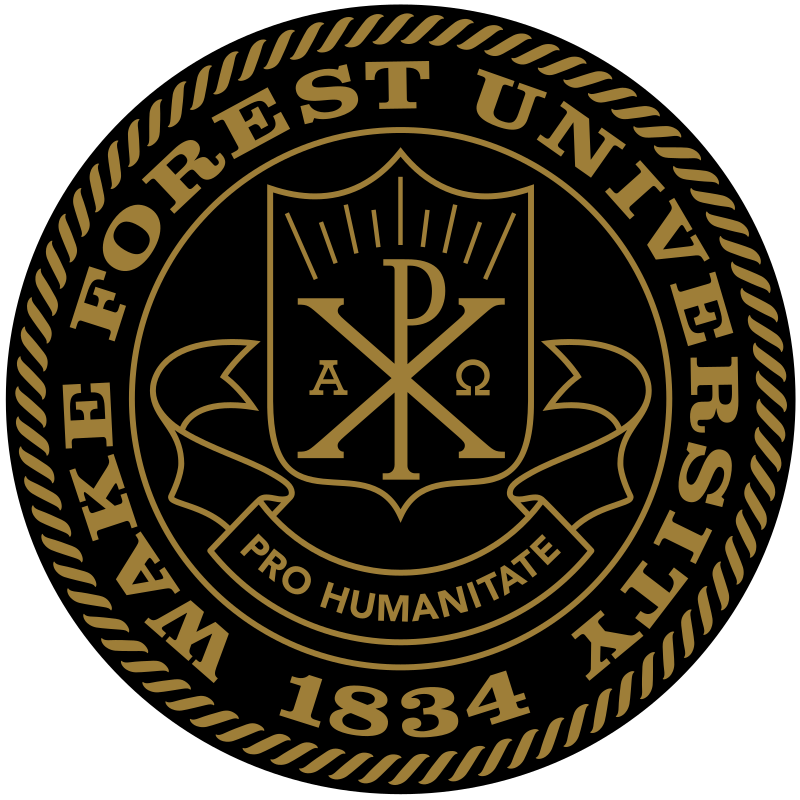 WAKE FOREST UNIVERSITY
Α Ω
PRO HUMANITATE
1834